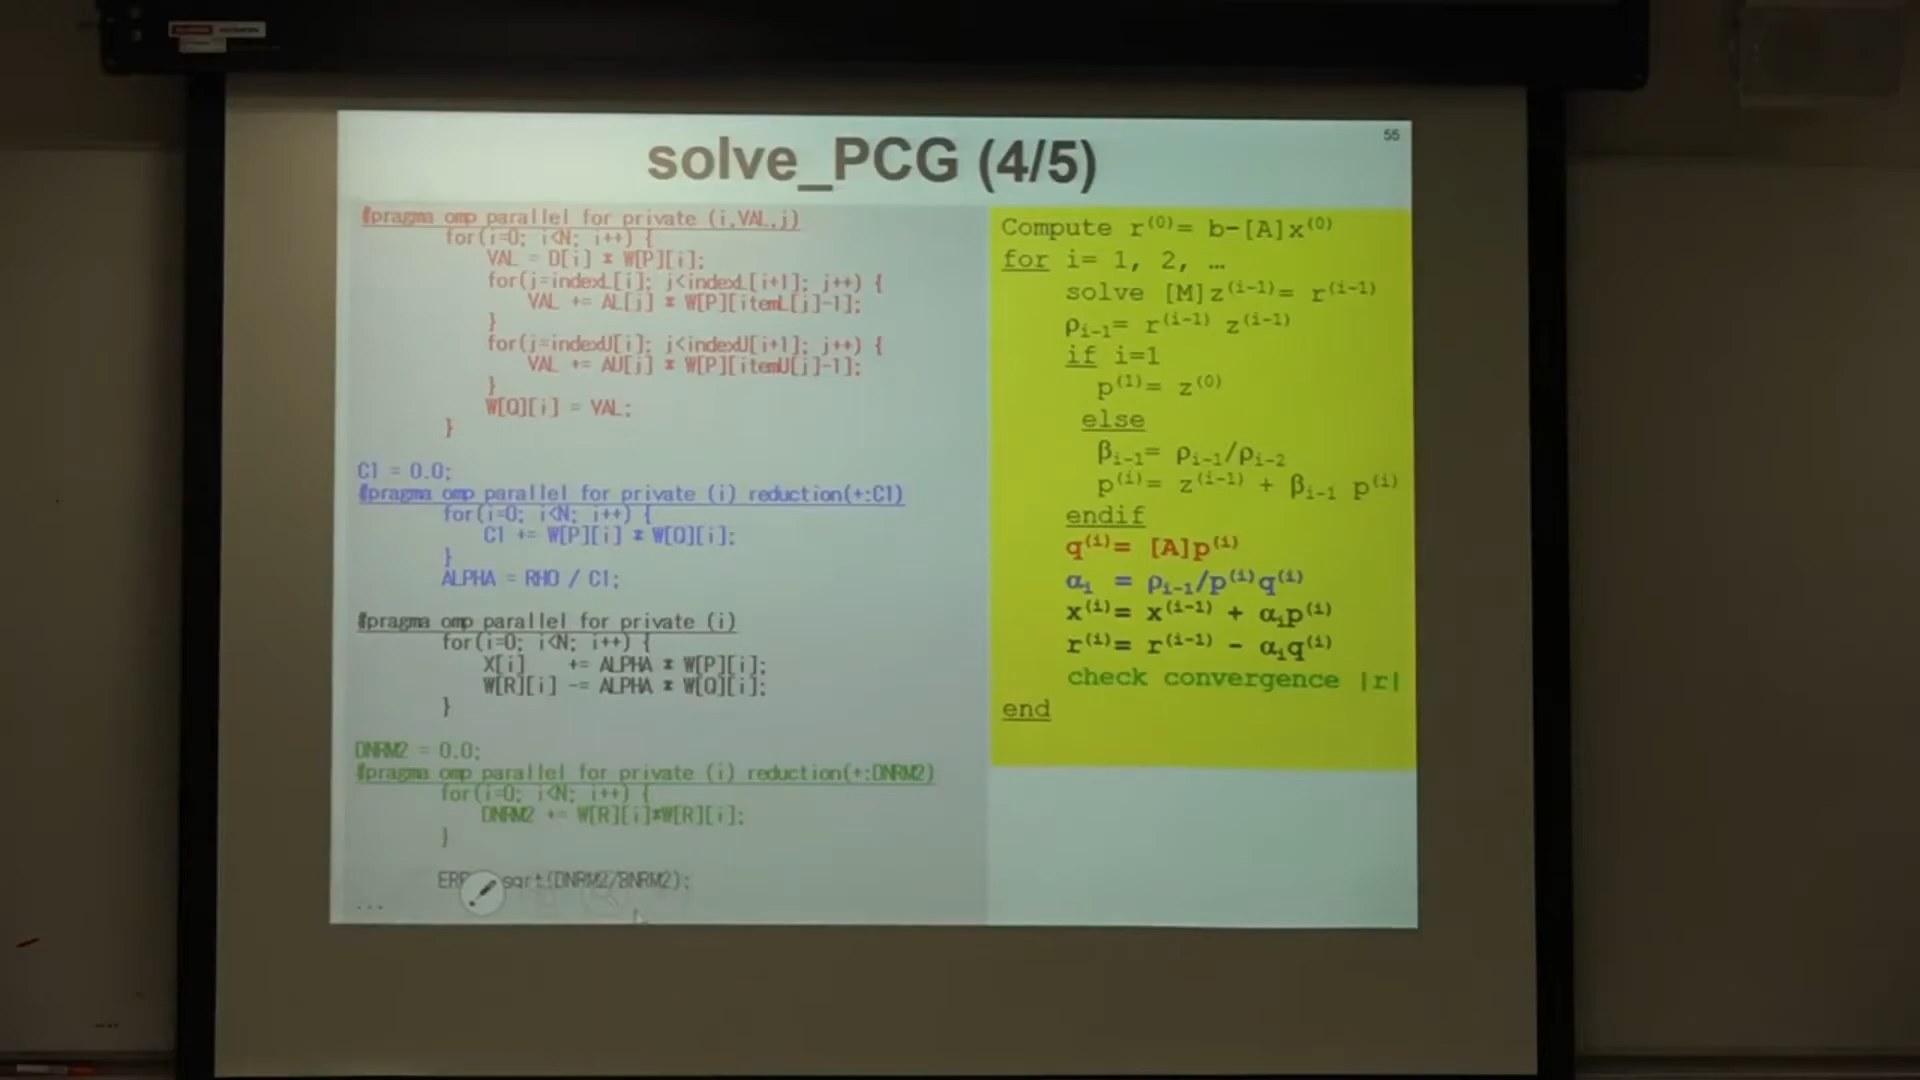 55
solve_PCG (4/5)
#pragma omp parallel for private (i,VAL,j)
for(i=0; i<N; i++) {
VAL = D[i] * W[P][i];
for(j=indexL[i]; j<indexL[i+1]; j++) {
VAL += AL[j] * W[P][itemL[j]-1];
}
for(j=indexU[i]; j<indexU[i+1]; j++) {
VAL += AU[j] * W[P][itemU[j]-1];
}
W[Q][i] = VAL;
}
C1 = 0.0;
#pragma omp parallel for private (i) reduction(+:C1)
for(i=0; i<N; i++) {
C1 += W[P][i] * W[Q][i];
}
ALPHA = RHO / C1;
#pragma omp parallel for private (i)
for(i=0; i<N; i++) {
X[i] += ALPHA * W[P][i];
W[R][i] -= ALPHA * W[Q][i];
}
DNRM2 = 0.0;
#pragma omp parallel for private (i) reduction(+:DNRM2)
for(i=0; i<N; i++) {
DNRM2 += W[R][i]*W[R][i];
}
sqrt(DNRM2/BNRM2);
...
Compute r⁽⁰⁾= b-[A]x⁽⁰⁾
for i= 1, 2, …
solve [M]z⁽ⁱ⁻¹⁾= r⁽ⁱ⁻¹⁾
ρᵢ₋₁= r⁽ⁱ⁻¹⁾ z⁽ⁱ⁻¹⁾
if i=1
p⁽¹⁾= z⁽⁰⁾
else
βᵢ₋₁= ρᵢ₋₁/ρᵢ₋₂
p⁽ⁱ⁾= z⁽ⁱ⁻¹⁾ + βᵢ₋₁ p⁽ⁱ⁾
endif
q⁽ⁱ⁾= [A]p⁽ⁱ⁾
αᵢ = ρᵢ₋₁/p⁽ⁱ⁾q⁽ⁱ⁾
x⁽ⁱ⁾= x⁽ⁱ⁻¹⁾ + αᵢp⁽ⁱ⁾
r⁽ⁱ⁾= r⁽ⁱ⁻¹⁾ - αᵢq⁽ⁱ⁾
check convergence |r|
end